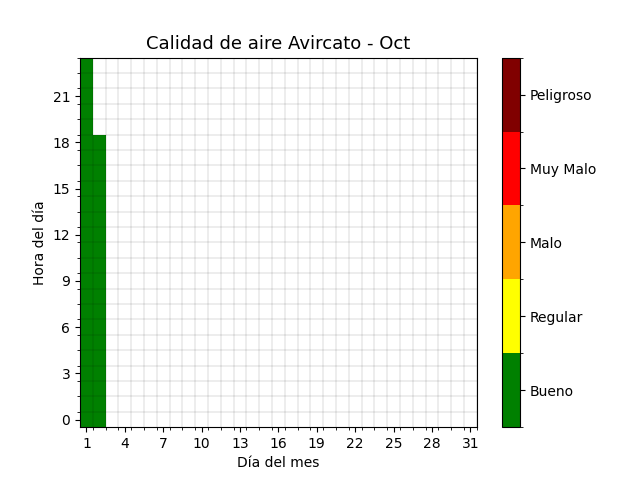 Calidad de aire Avircato - Oct
Hora del día
21
18
15
12
9
6
3
0
1 4 7 10 13 16 19 22 25 28 31
Día del mes
Peligroso
Muy Malo
Malo
Regular
Bueno